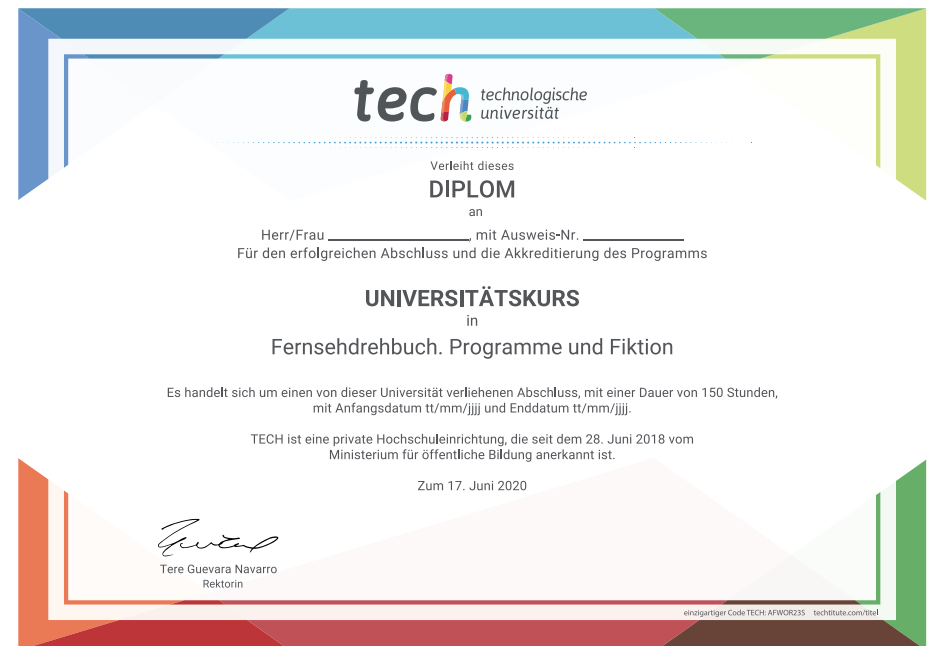 tech technologische
universität
Verleiht dieses
DIPLOM
an
Herr/Frau ____________, mit Ausweis-Nr. ____________
Für den erfolgreichen Abschluss und die Akkreditierung des Programms
UNIVERSITÄTSKURS
in
Fernsehdrehbuch. Programme und Fiktion
Es handelt sich um einen von dieser Universität verliehenen Abschluss, mit einer Dauer von 150 Stunden,
mit Anfangsdatum tt/mm/jjjj und Enddatum tt/mm/jjjj.
TECH ist eine private Hochschuleinrichtung, die seit dem 28. Juni 2018 vom
Ministerium für öffentliche Bildung anerkannt ist.
Zum 17. Juni 2020
Tere Guevara Navarro
Rektorin
einzigartiger Code TECH: AFWOR235 techtitute.com/titel